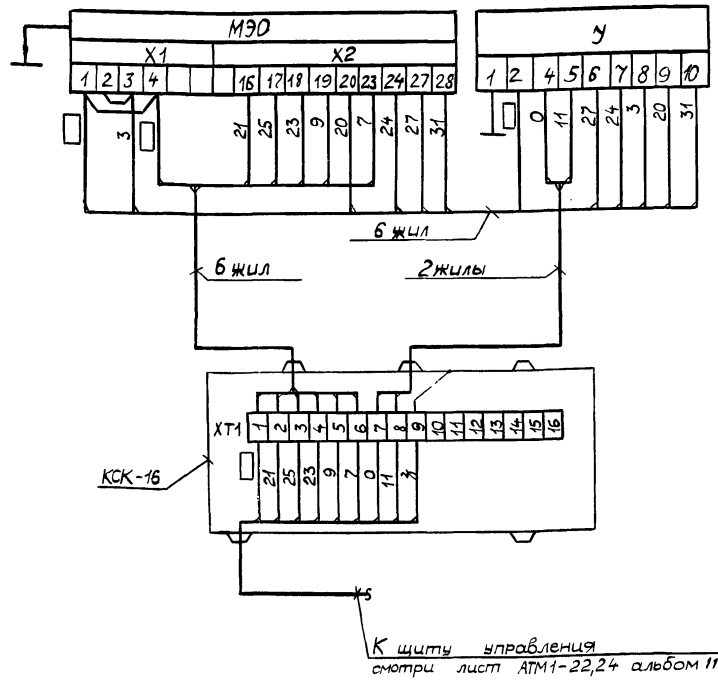 МЭО
У
X1 X2
1 2 3 4 16 17 18 19 20 23 24 27 28
1 2 4 5 6 7 8 9 10
3 21 25 23 9 20 7 24 27 31
0 11 27 24 3 20 31
6 жил
6 жил
2 жилы
XT1 1 2 3 4 5 6 7 8 9 10 11 12 13 14 15 16
21 25 23 9 7 0 11
КСК-16
К щиту управления
смотри лист АТМ1-22,24 альбом 11